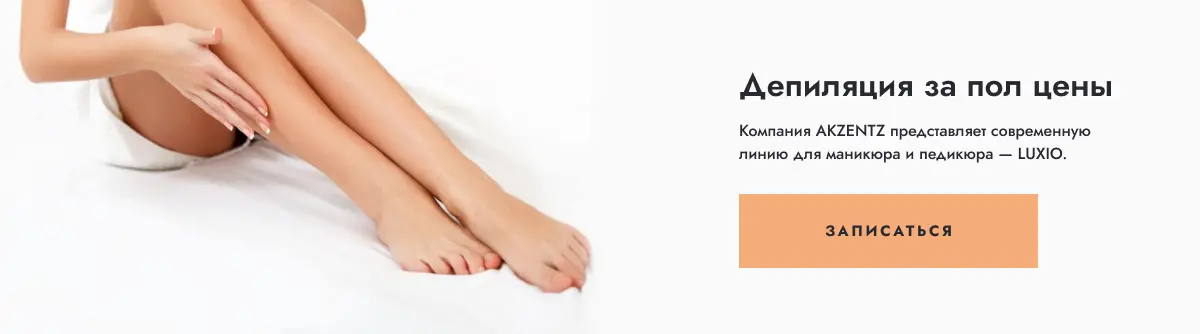 Депиляция за пол цены
Компания AKZENTZ представляет современную
линию для маникюра и педикюра — LUXIO.
ЗАПИСАТЬСЯ